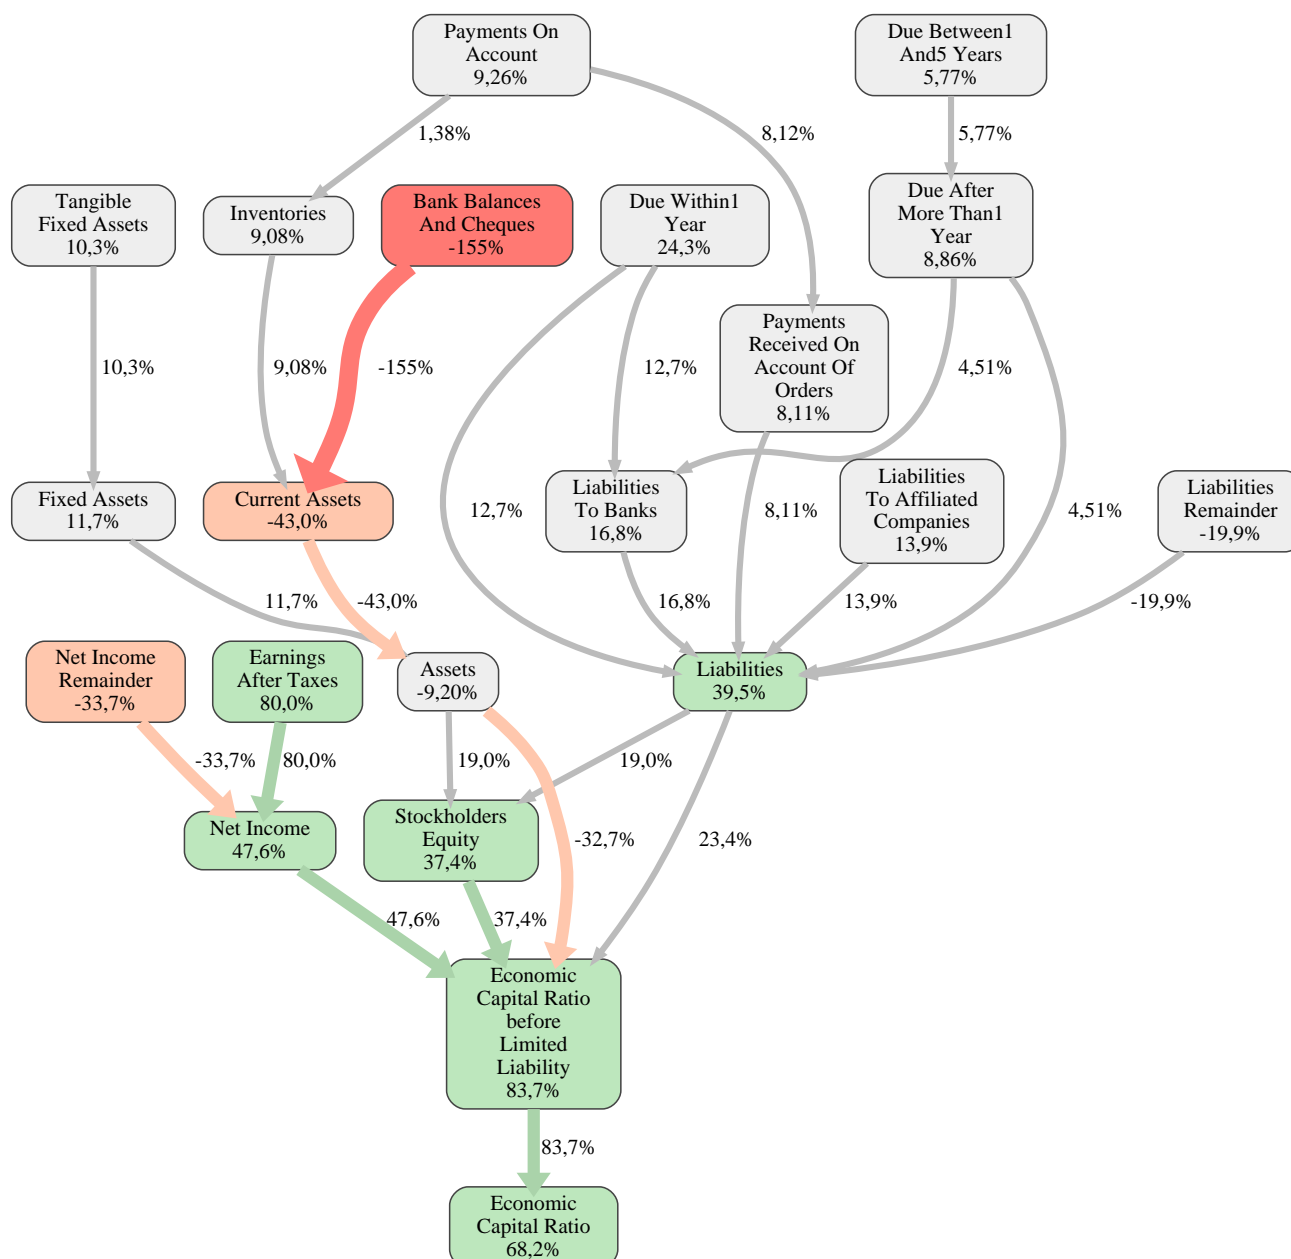 Payments On
Account
9,26%
Due Between1
And5 Years
5,77%
1,38%
8,12%
5,77%
Tangible
Fixed Assets
10,3%
Inventories
9,08%
Bank Balances
And Cheques
-155%
Due Within1
Year
24,3%
Due After
More Than1
Year
8,86%
Payments
Received On
Account Of
Orders
8,11%
10,3%
9,08%
-155%
12,7%
4,51%
Fixed Assets
11,7%
Current Assets
-43,0%
12,7%
Liabilities
To Banks
16,8%
8,11%
Liabilities
To Affiliated
Companies
13,9%
4,51%
Liabilities
Remainder
-19,9%
11,7%
-43,0%
16,8%
13,9%
-19,9%
Net Income
Remainder
-33,7%
Earnings
After Taxes
80,0%
Assets
-9,20%
Liabilities
39,5%
-33,7%
80,0%
19,0%
19,0%
Net Income
47,6%
Stockholders
Equity
37,4%
-32,7%
23,4%
47,6%
37,4%
Economic
Capital Ratio
before
Limited
Liability
83,7%
83,7%
Economic
Capital Ratio
68,2%